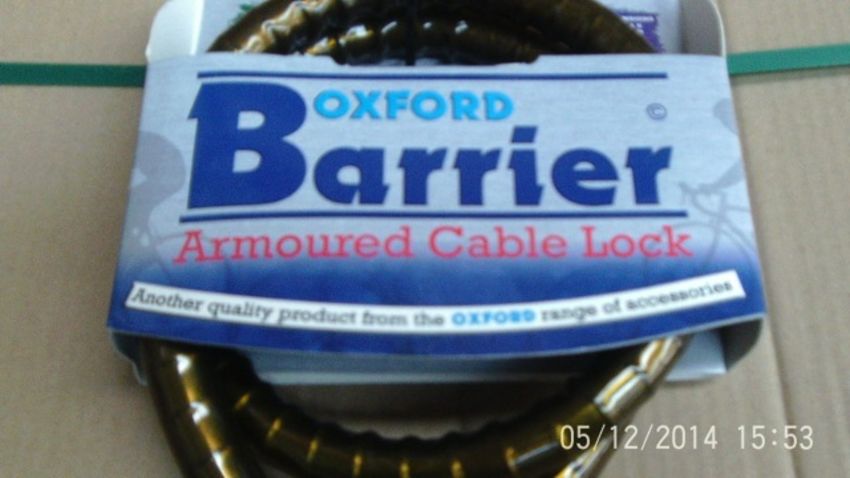 OXFORD
©
Barrier
Armoured Cable Lock
Another quality product from the OXFORD range of accessories
05/12/2014 15:53